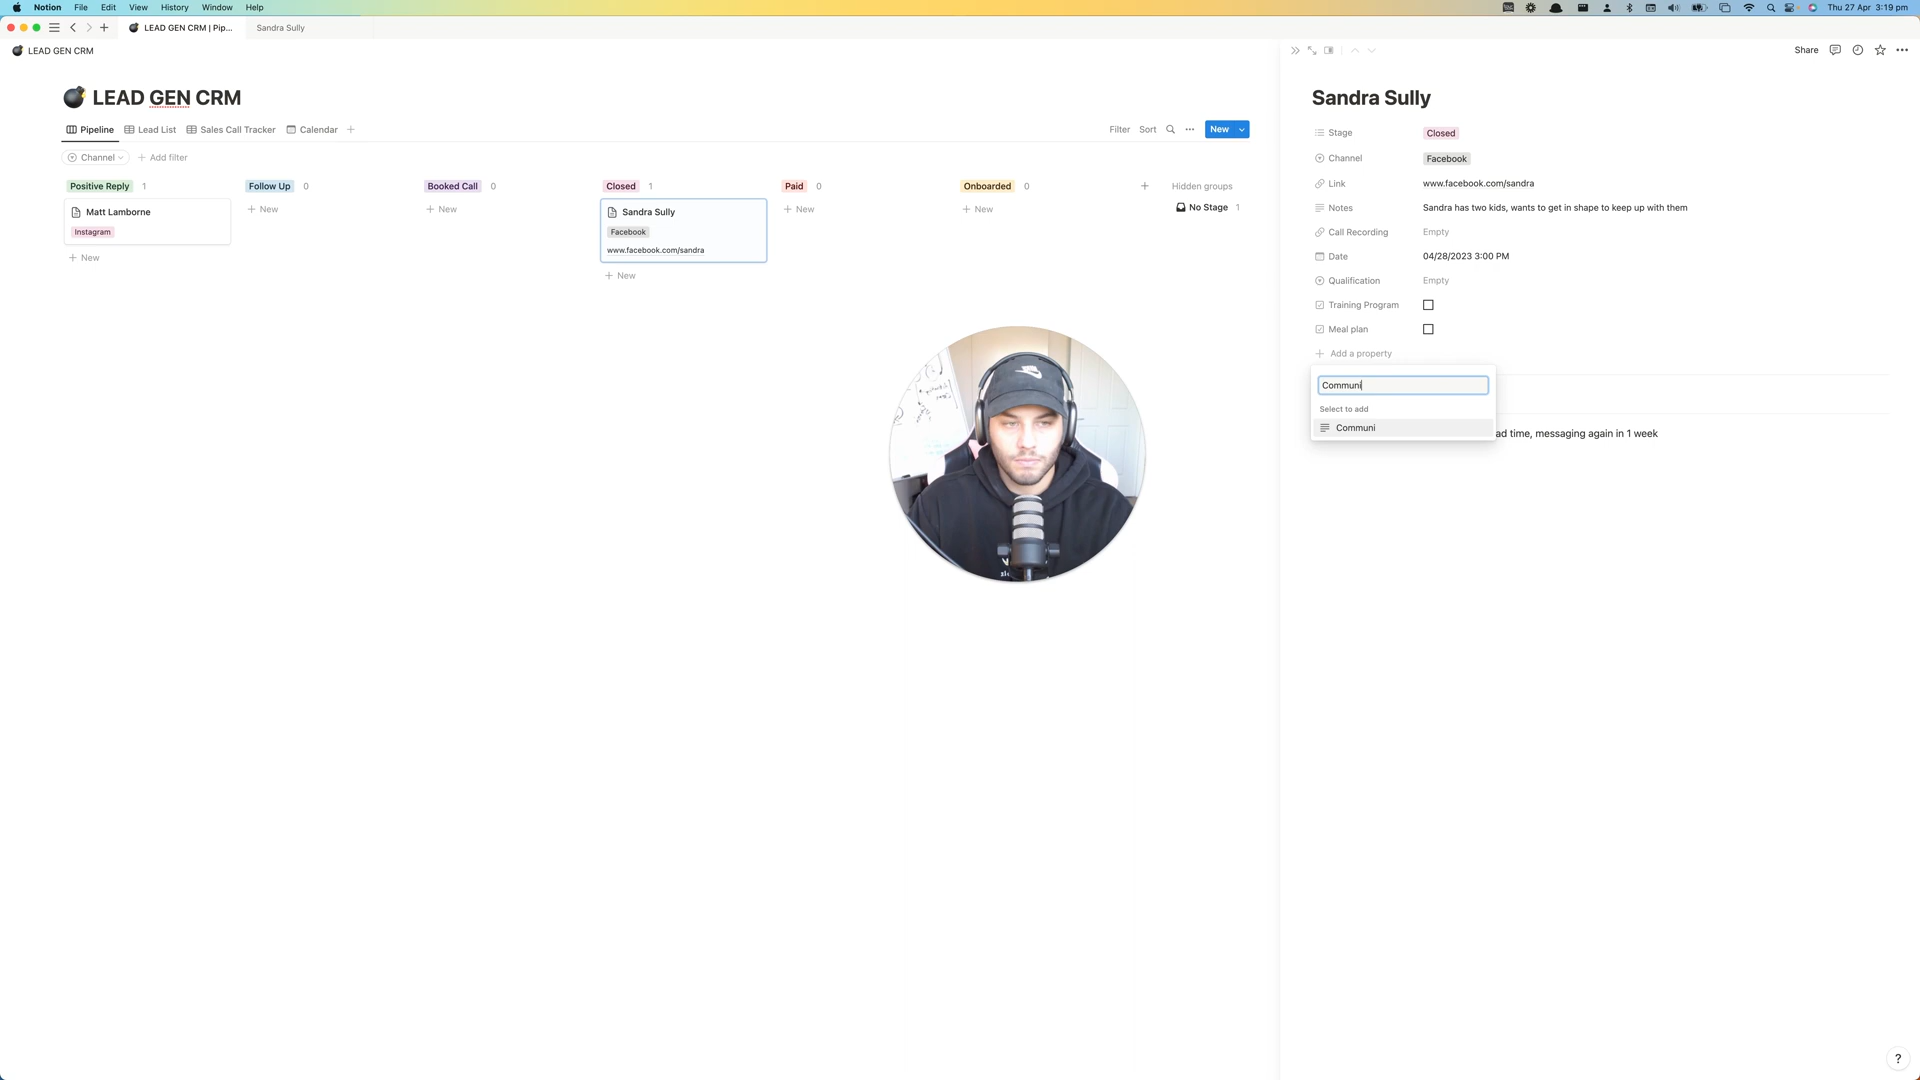 Notion File Edit View History Window Help
Thu 27 Apr 3:19 pm
LEAD GEN CRM | Pip... Sandra Sully
LEAD GEN CRM
Share
LEAD GEN CRM
Pipeline Lead List Sales Call Tracker Calendar
Filter Sort New
Channel Add filter
Positive Reply 1 Follow Up 0 Booked Call 0 Closed 1 Paid 0 Onboarded 0 Hidden groups
Matt Lamborne
Instagram
New
New
New
Sandra Sully
Facebook
www.facebook.com/sandra
New
New
New
No Stage 1
Sandra Sully
Stage Closed
Channel Facebook
Link www.facebook.com/sandra
Notes Sandra has two kids, wants to get in shape to keep up with them
Call Recording Empty
Date 04/28/2023 3:00 PM
Qualification Empty
Training Program
Meal plan
Add a property
Communi
Select to add
Communi
ad time, messaging again in 1 week
?